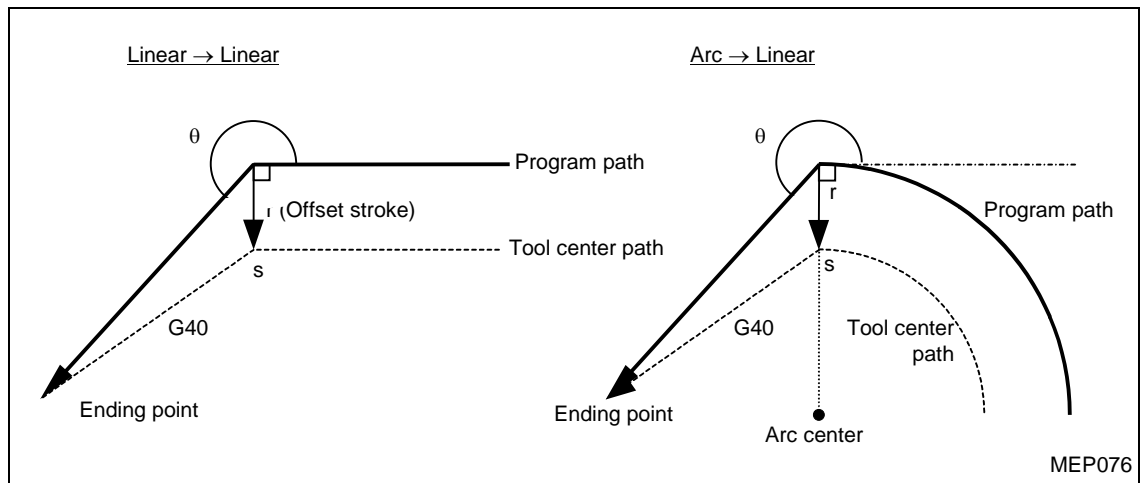 Linear → Linear
θ
Program path
(Offset stroke)
Tool center path
s
G40
Ending point
Arc → Linear
θ
r
Program path
s
G40
Tool center
path
Ending point
Arc center
MEP076